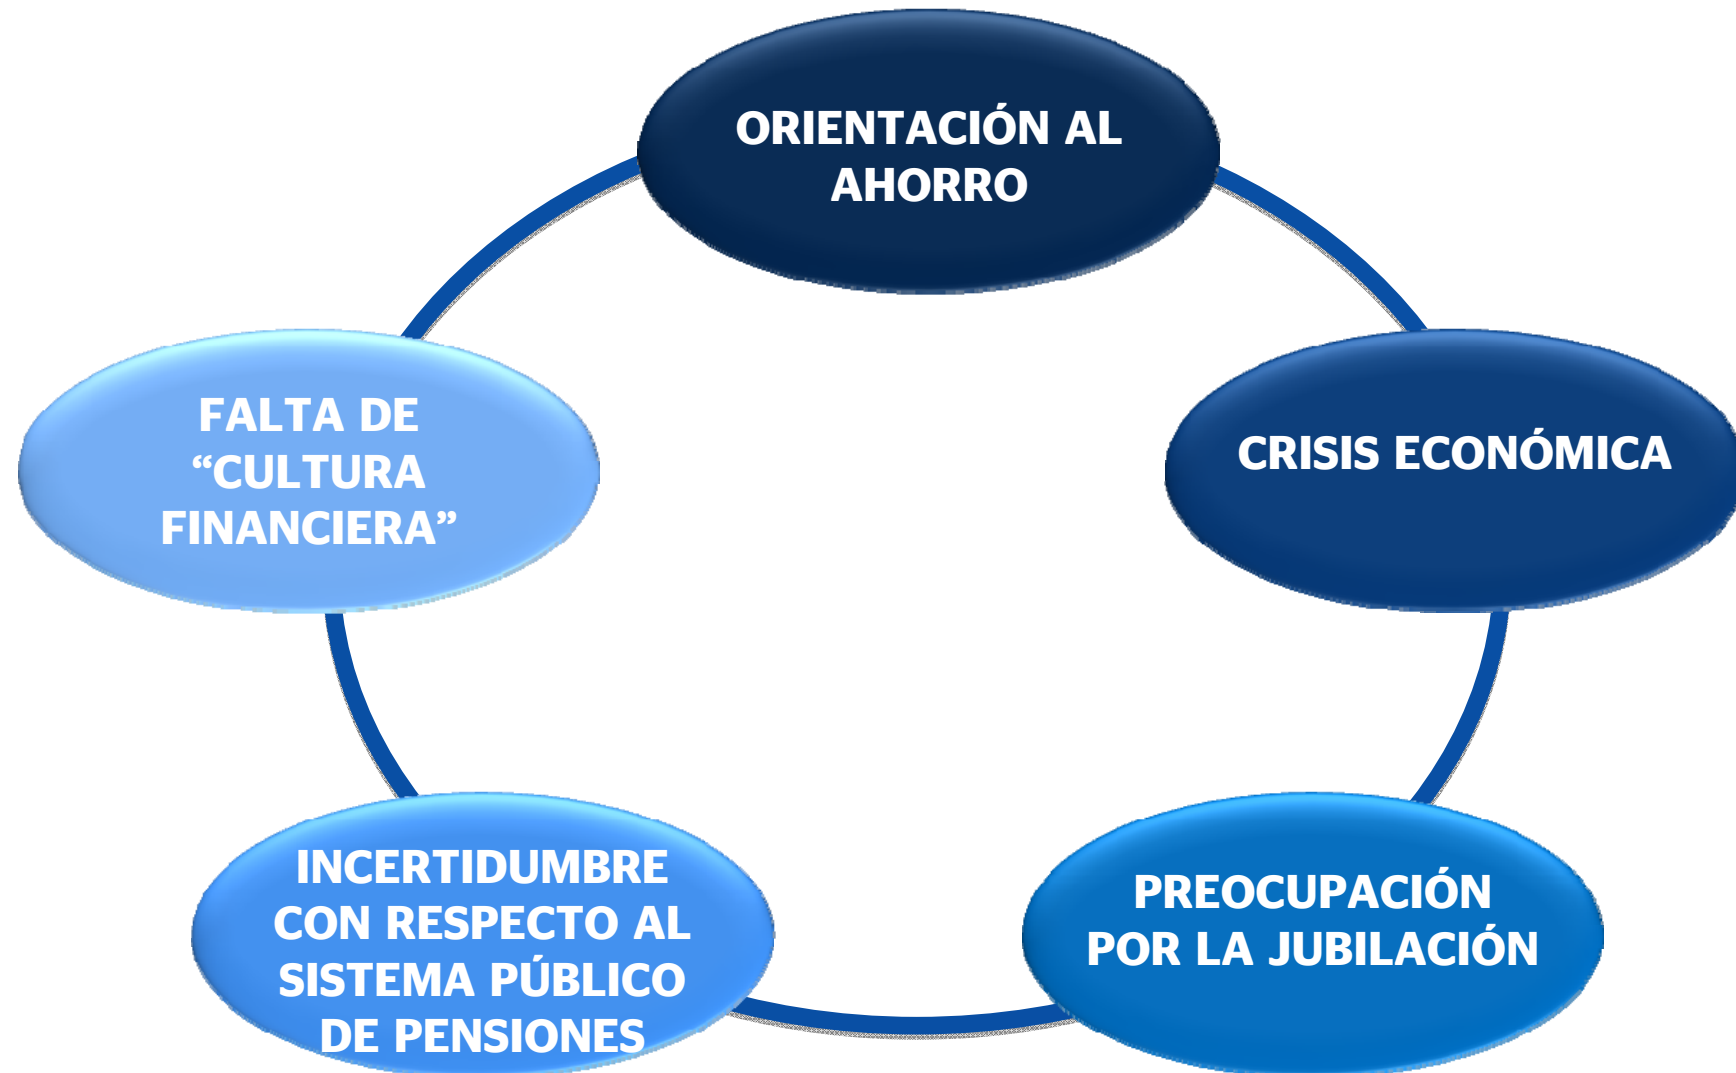 ORIENTACIÓN AL
AHORRO
CRISIS ECONÓMICA
PREOCUPACIÓN
POR LA JUBILACIÓN
INCERTIDUMBRE
CON RESPECTO AL
SISTEMA PÚBLICO
DE PENSIONES
FALTA DE
“CULTURA
FINANCIERA”